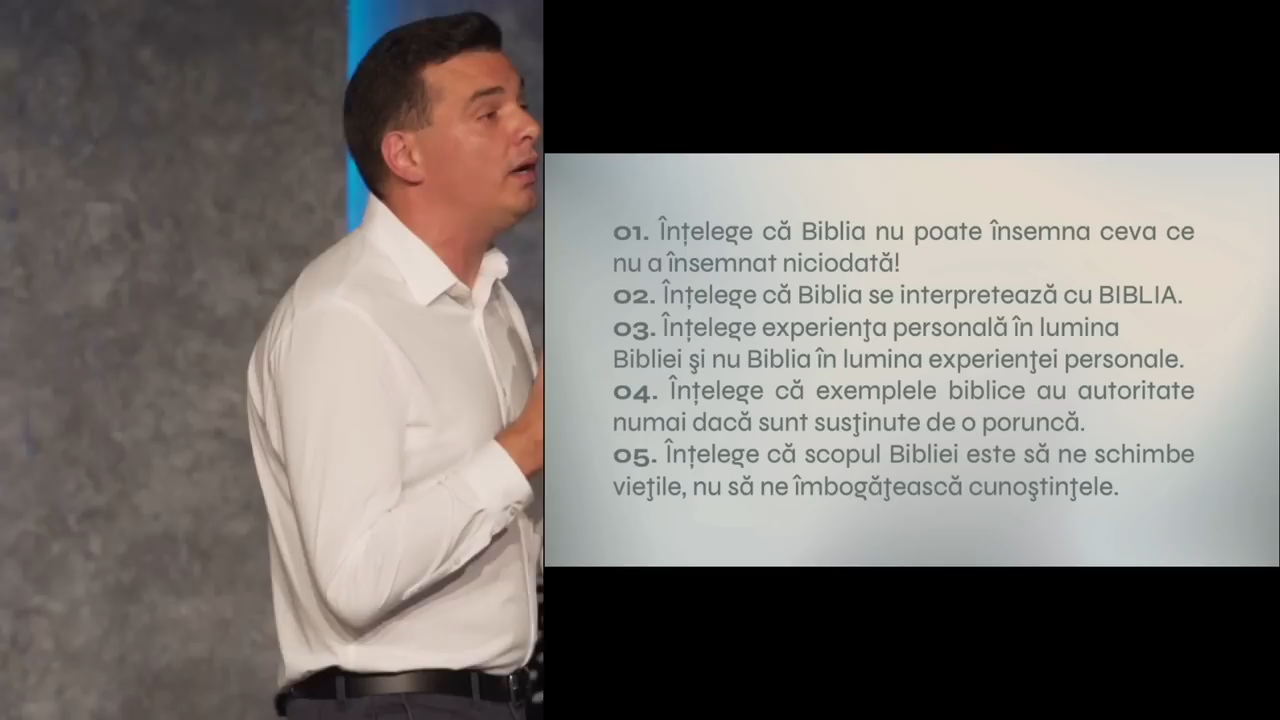 01. Înțelege că Biblia nu poate însemna ceva ce
nu a însemnat niciodată!
02. Înțelege că Biblia se interpretează cu BIBLIA.
03. Înțelege experiența personală în lumina
Bibliei şi nu Biblia în lumina experienţei personale.
04. Înțelege că exemplele biblice au autoritate
numai dacă sunt susţinute de o poruncă.
05. Înțelege că scopul Bibliei este să ne schimbe
vieţile, nu să ne îmbogăţească cunoştinţele.